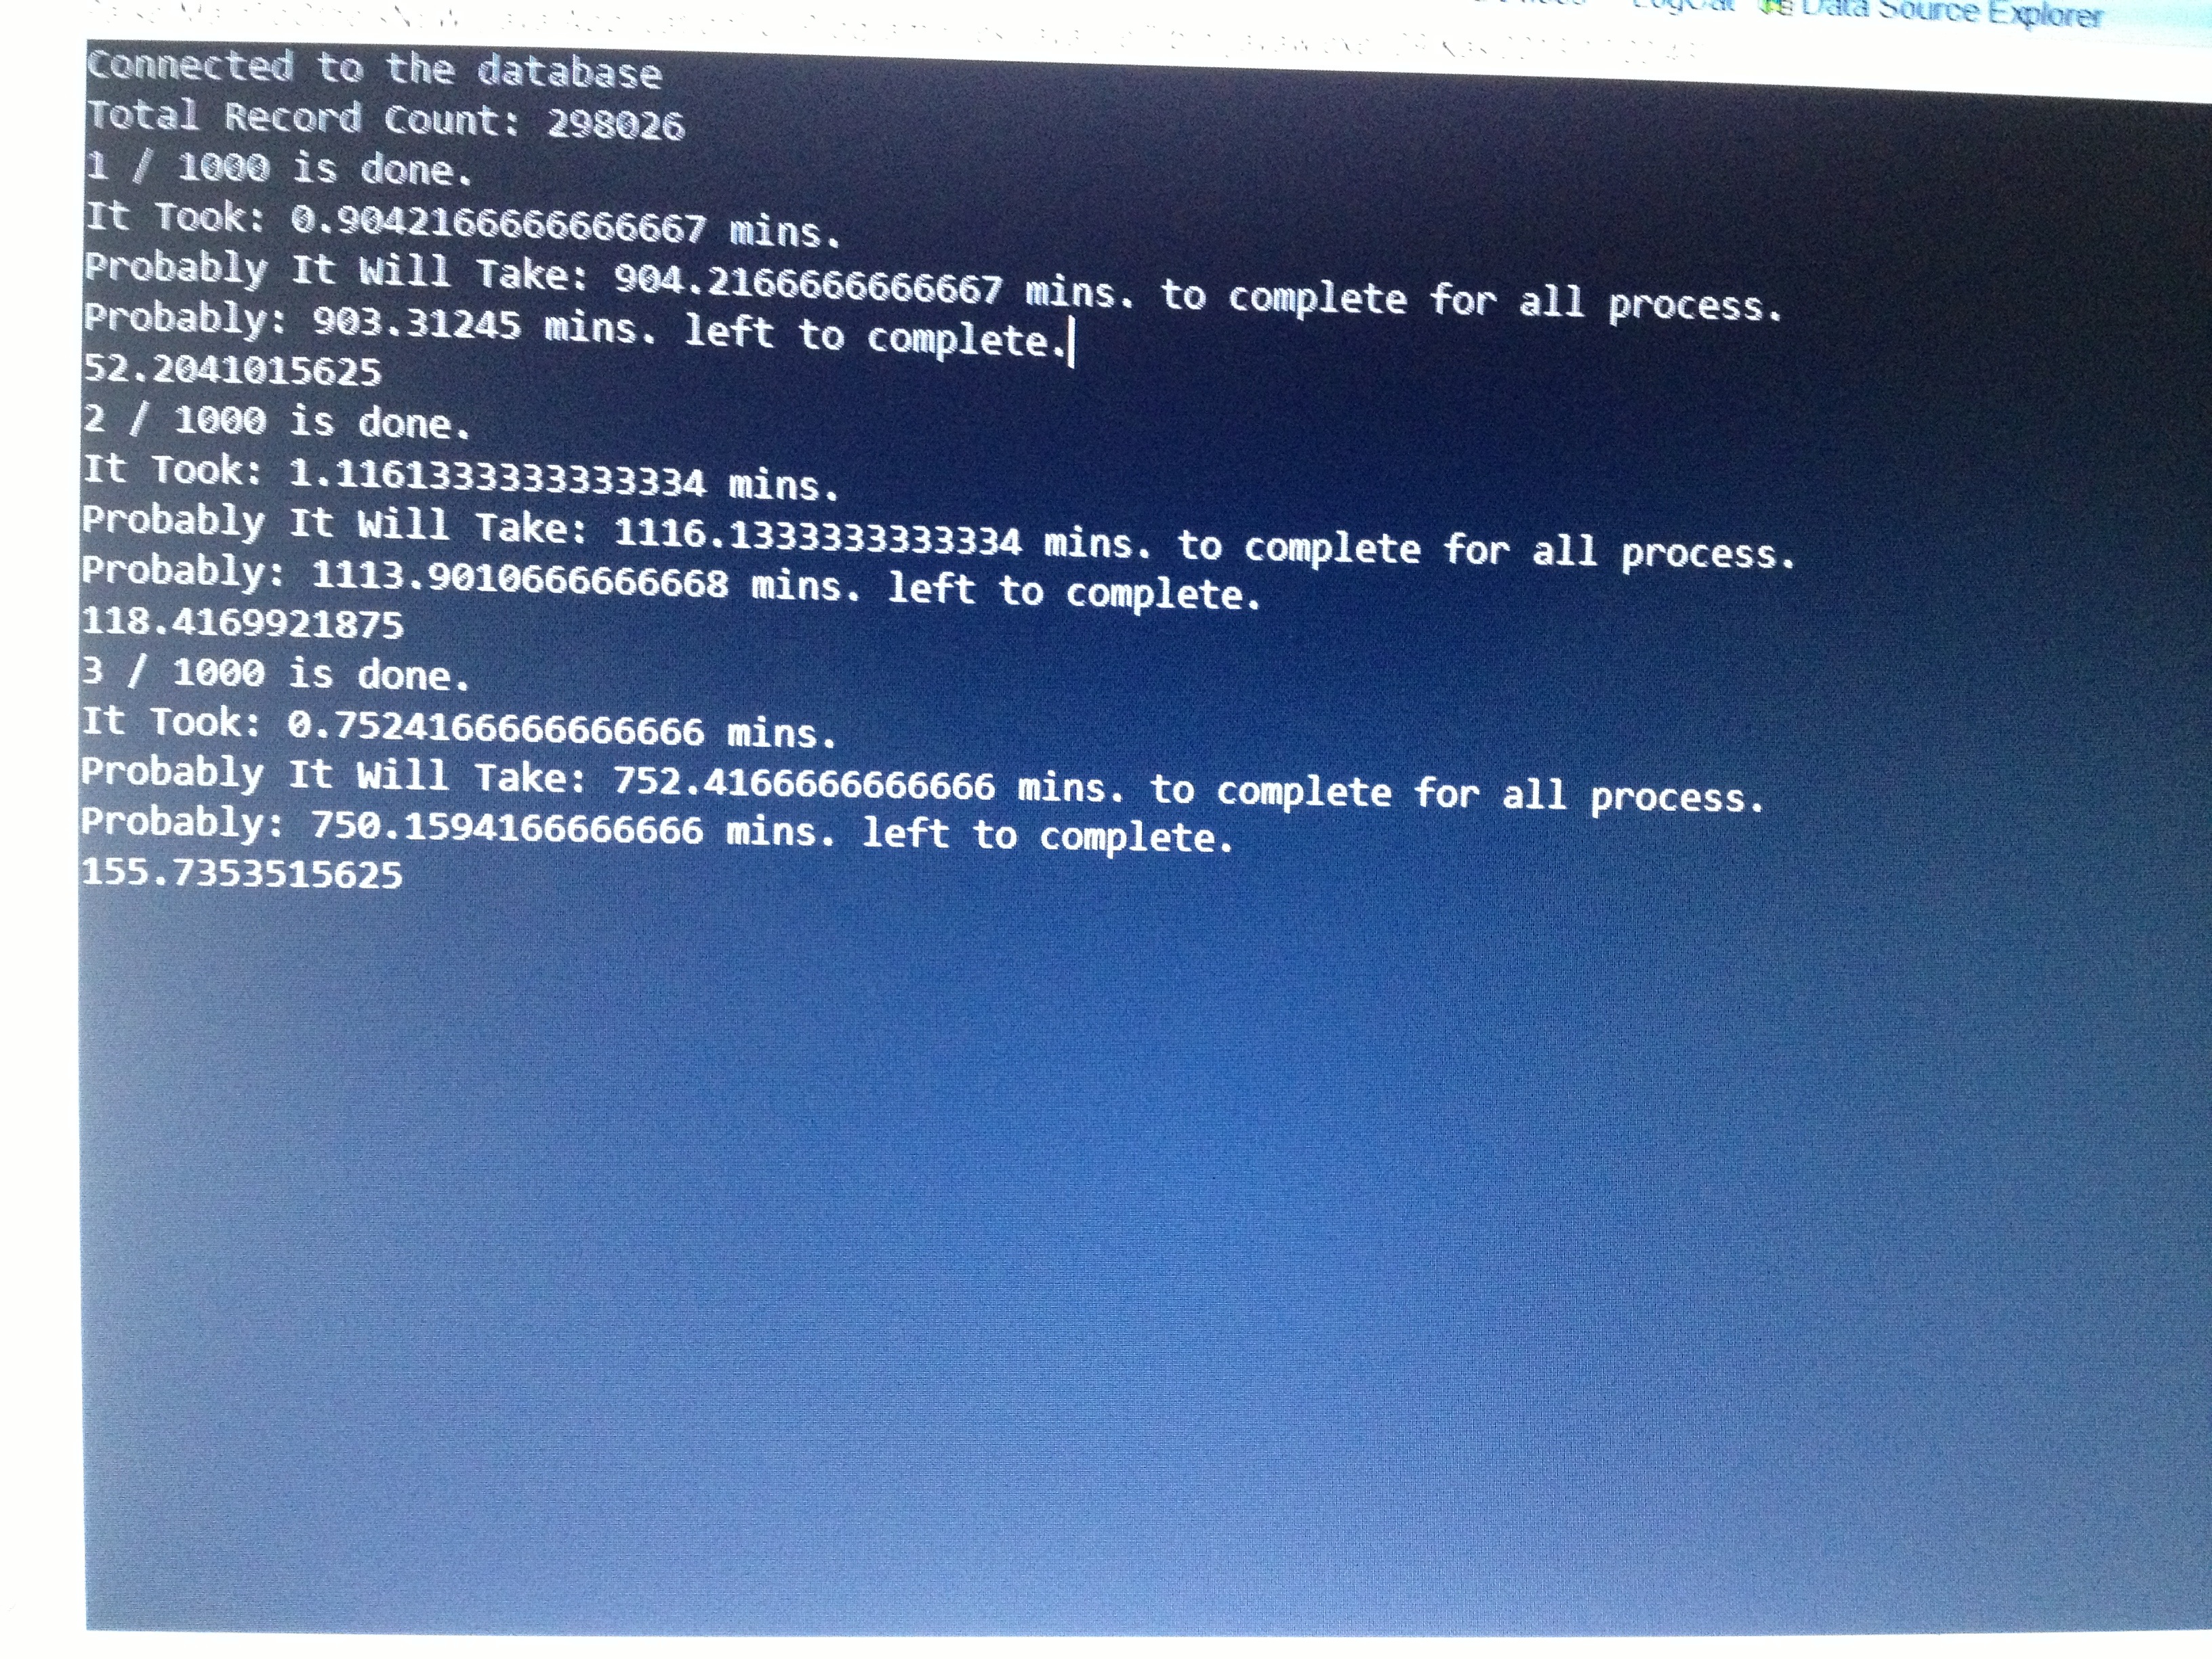 LogCat Data Source Explorer
Connected to the database
Total Record Count: 298026
1 / 1000 is done.
It Took: 0.9042166666666667 mins.
Probably It Will Take: 904.2166666666667 mins. to complete for all process.
Probably: 903.31245 mins. left to complete.
52.2041015625
2 / 1000 is done.
It Took: 1.1161333333333334 mins.
Probably It Will Take: 1116.1333333333334 mins. to complete for all process.
Probably: 1113.9010666666668 mins. left to complete.
118.4169921875
3 / 1000 is done.
It Took: 0.7524166666666666 mins.
Probably It Will Take: 752.4166666666666 mins. to complete for all process.
Probably: 750.1594166666666 mins. left to complete.
155.7353515625